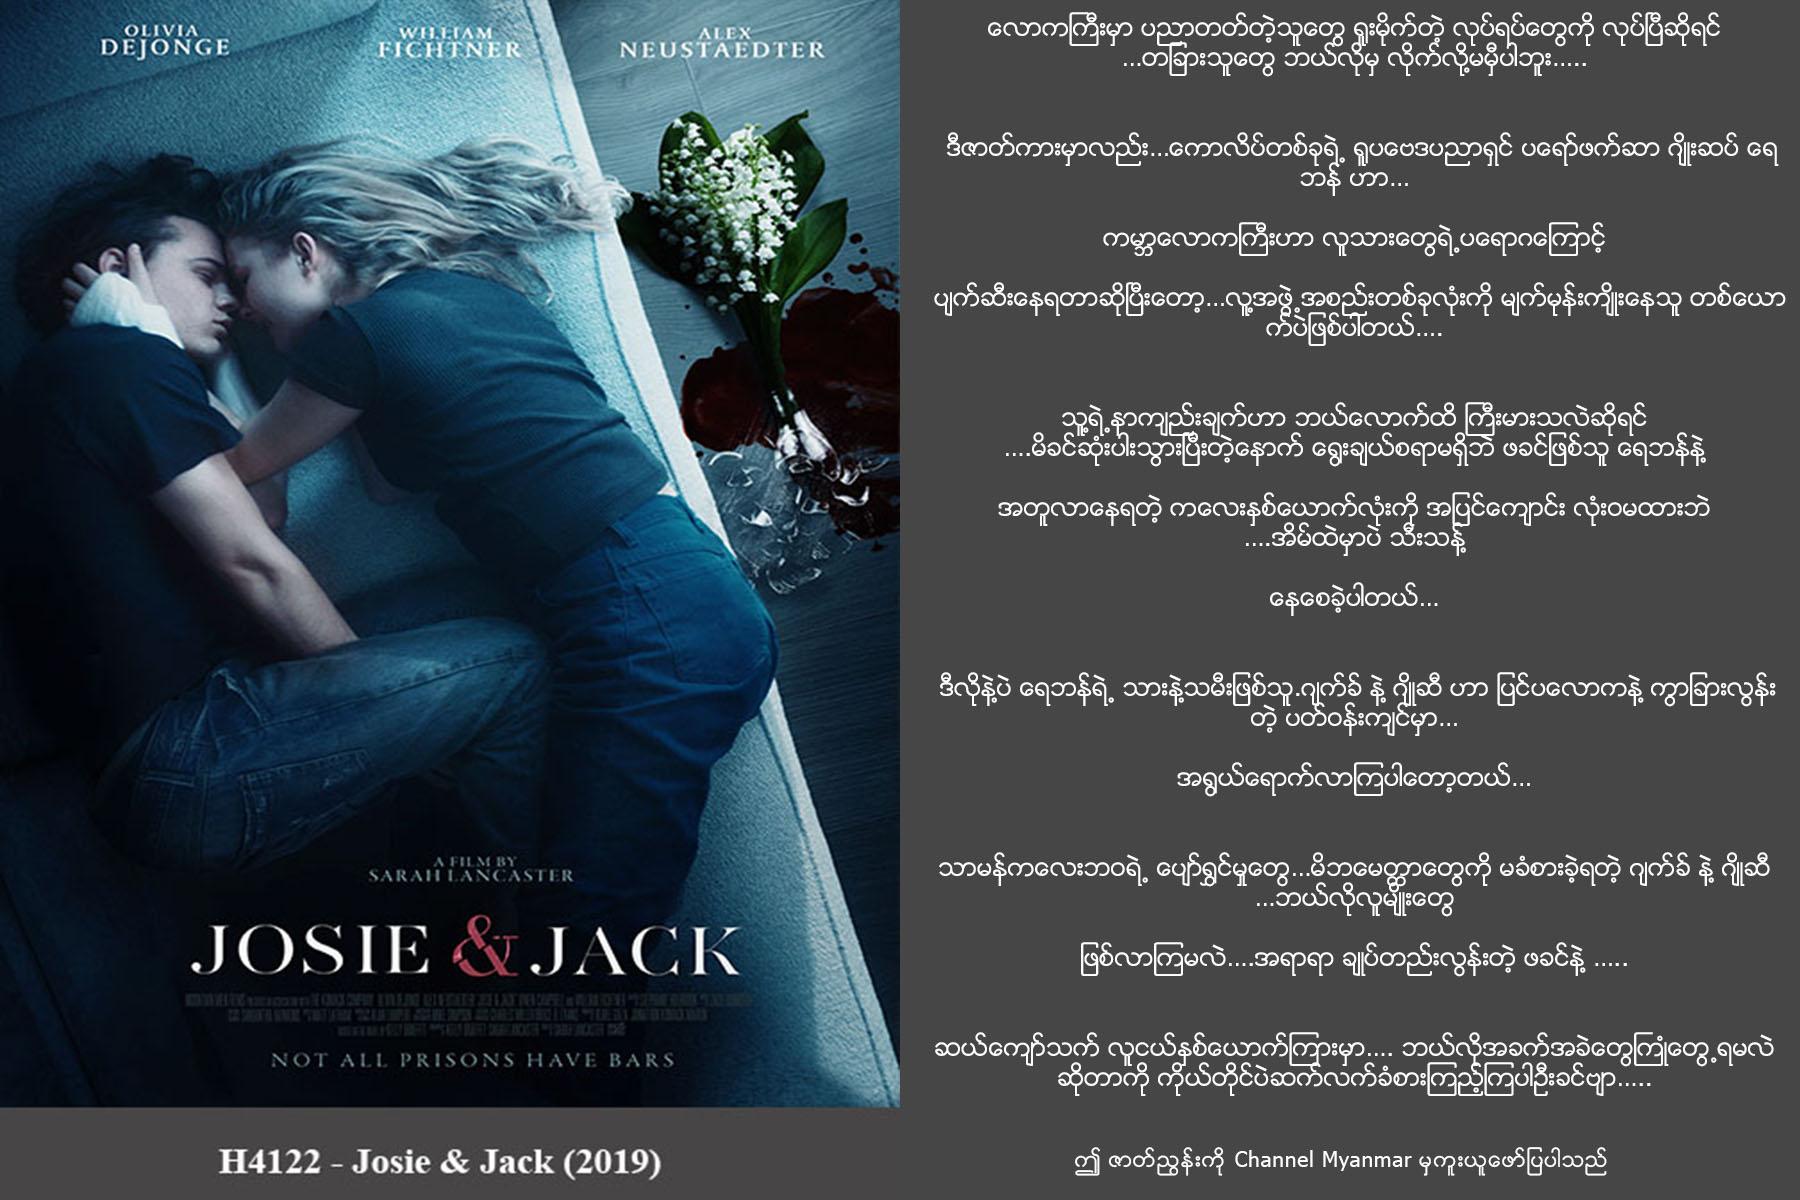 OLIVIA
DEJONGE
WILLIAM
FICHTNER
ALEX
NEUSTAEDTER
A FILM BY
SARAH LANCASTER
JOSIE & JACK
NOT ALL PRISONS HAVE BARS
H4122 - Josie & Jack (2019)
လောကကြီးမှာ ပညာတတ်တဲ့သူတွေ ရူးမိုက်တဲ့ လုပ်ရပ်တွေကို လုပ်ပြီဆိုရင်
...တခြားသူတွေ ဘယ်လိုမှ လိုက်လို့မမှီပါဘူး.....
ဒီဇာတ်ကားမှာလည်း...ကောလိပ်တစ်ခုရဲ့ ရူပဗေဒပညာရှင် ပရော်ဖက်ဆာ ဂျိုးဆပ် ရေ
ဘန် ဟာ...
ကမ္ဘာလောကကြီးဟာ လူသားတွေရဲ့ပရောဂကြောင့်
ပျက်ဆီးနေရတာဆိုပြီးတော့...လူ့အဖွဲ့အစည်းတစ်ခုလုံးကို မျက်မုန်းကျိုးနေသူ တစ်ယော
က်ပဲဖြစ်ပါတယ်....
သူ့ရဲ့နာကျည်းချက်ဟာ ဘယ်လောက်ထိ ကြီးမားသလဲဆိုရင်
....မိခင်ဆုံးပါးသွားပြီးတဲ့နောက် ရွေးချယ်စရာမရှိဘဲ ဖခင်ဖြစ်သူ ရေဘန်နဲ့
အတူလာနေရတဲ့ ကလေးနှစ်ယောက်လုံးကို အပြင်ကျောင်း လုံးဝမထားဘဲ
....အိမ်ထဲမှာပဲ သီးသန့်
နေစေခဲ့ပါတယ်...
ဒီလိုနဲ့ပဲ ရေဘန်ရဲ့ သားနဲ့သမီးဖြစ်သူ.ဂျက်ခ် နဲ့ ဂျိုဆီ ဟာ ပြင်ပလောကနဲ့ ကွာခြားလွန်း
တဲ့ ပတ်ဝန်းကျင်မှာ...
အရွယ်ရောက်လာကြပါတော့တယ်...
သာမန်ကလေးဘဝရဲ့ ပျော်ရွှင်မှုတွေ...မိဘမေတ္တာတွေကို မခံစားခဲ့ရတဲ့ ဂျက်ခ် နဲ့ ဂျိုဆီ
...ဘယ်လိုလူမျိုးတွေ
ဖြစ်လာကြမလဲ....အရာရာ ချုပ်တည်းလွန်းတဲ့ ဖခင်နဲ့ .....
ဆယ်ကျော်သက် လူငယ်နှစ်ယောက်ကြားမှာ.... ဘယ်လိုအခက်အခဲတွေကြုံတွေ့ရမလဲ
ဆိုတာကို ကိုယ်တိုင်ပဲဆက်လက်ခံစားကြည့်ကြပါဦးခင်ဗျာ.....
ဤ ဇာတ်ညွှန်းကို Channel Myanmar မှကူးယူဖော်ပြပါသည်